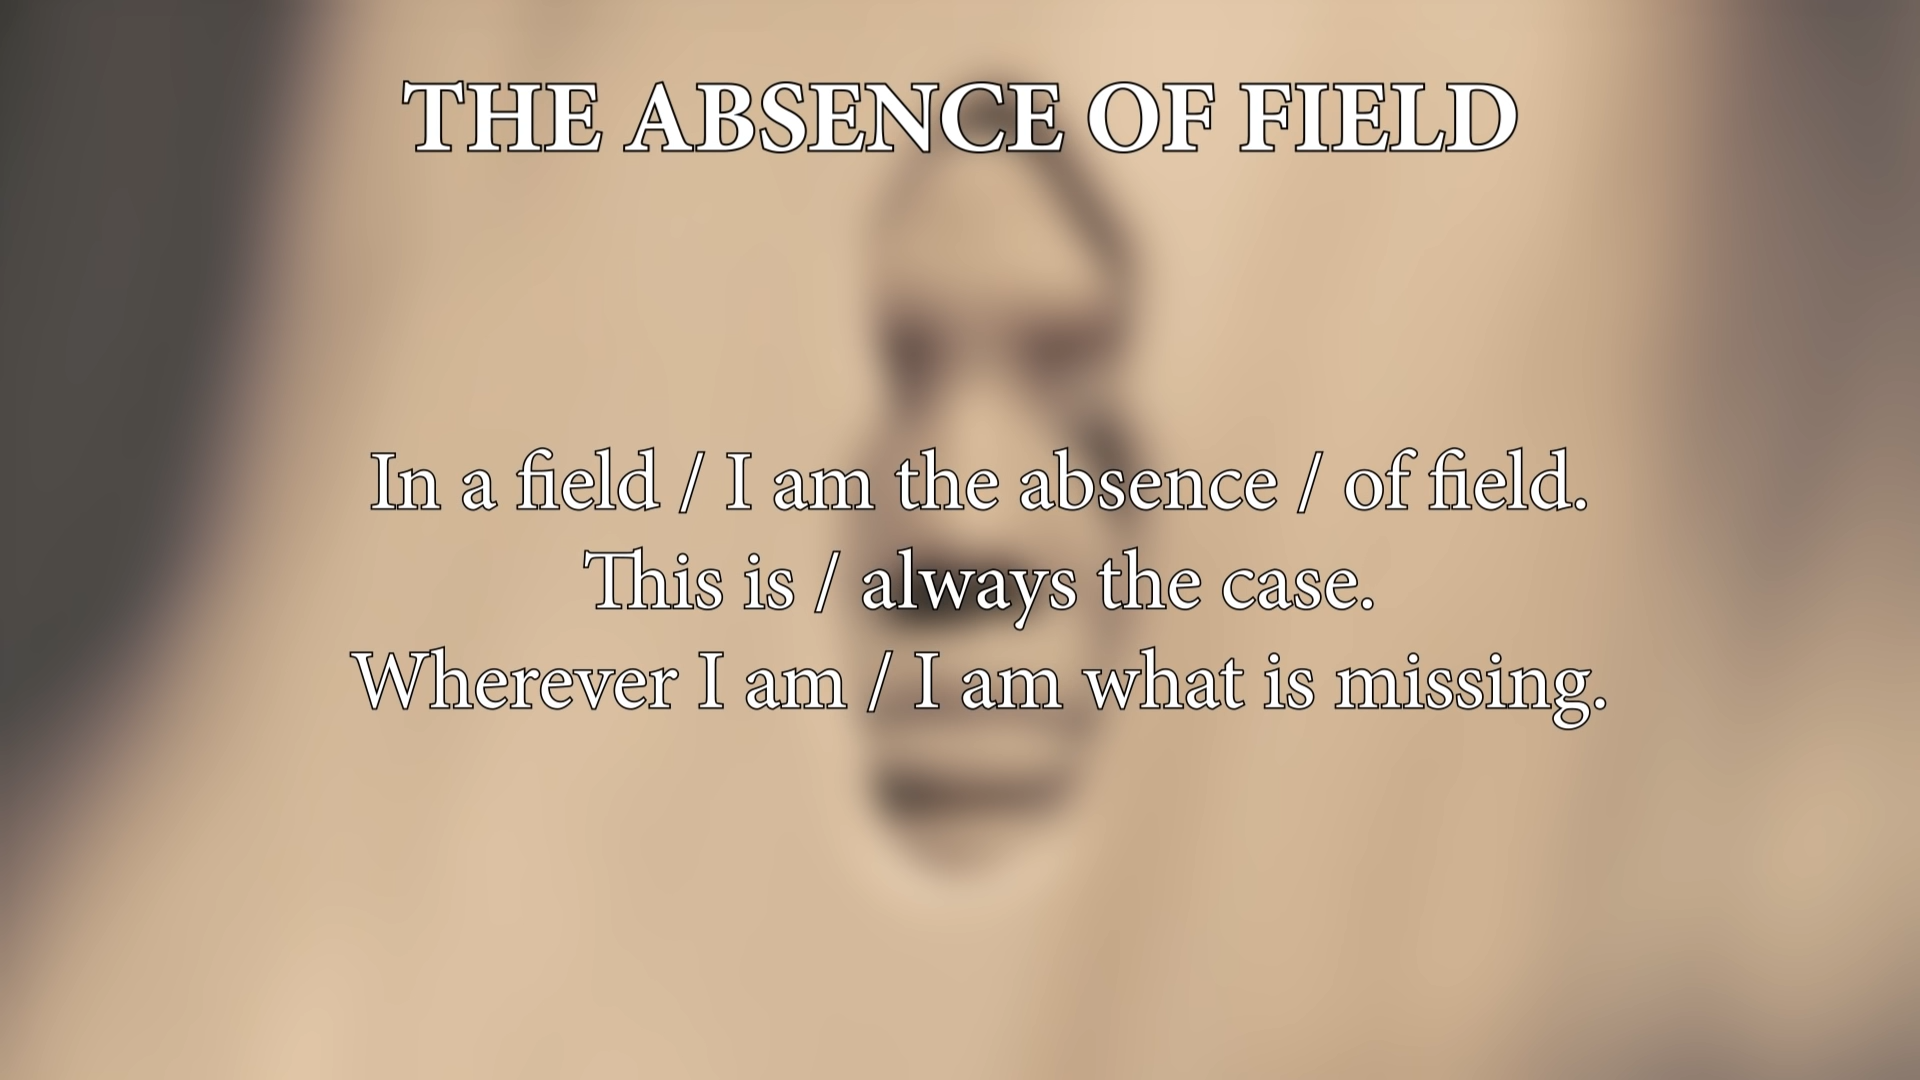 THE ABSENCE OF FIELD
In a field / I am the absence / of field.
This is / always the case.
Wherever I am / I am what is missing.